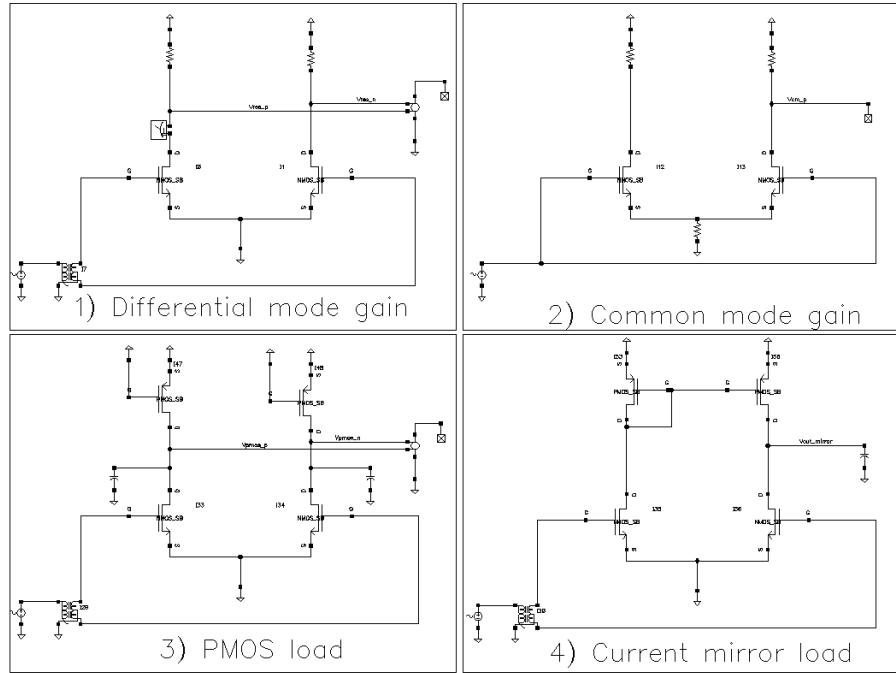 Vres_n
Vres_p
D
D
I0
I1
G
NMOS_SB
NMOS_SB
G
S
S
I7
1) Differential mode gain
Vcm_p
D
D
I12
I13
G
NMOS_SB
NMOS_SB
G
S
S
2) Common mode gain
I47
I48
S
S
G
G
PMOS_SB
PMOS_SB
D
D
Vpmos_n
Vpmos_p
D
D
I33
I34
G
NMOS_SB
NMOS_SB
G
S
S
I29
3) PMOS load
S
S
G
G
PMOS_SB
PMOS_SB
D
D
Vout_mirror
D
D
NMOS_SB
NMOS_SB
G
S
S
4) Current mirror load